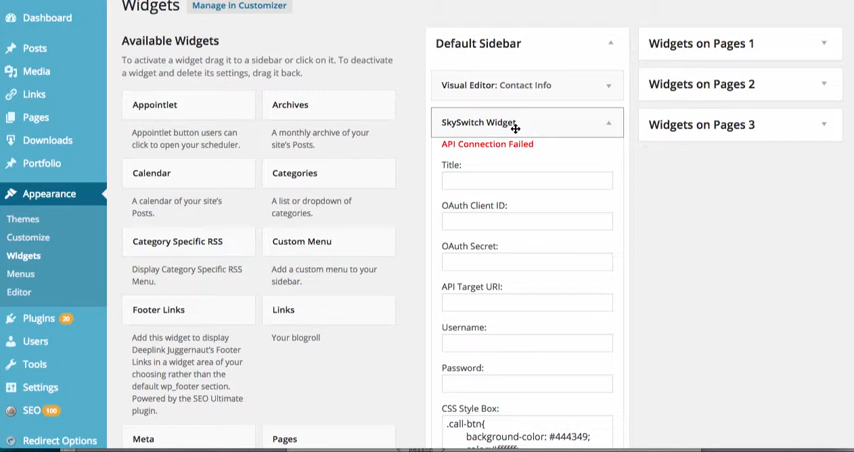 Widgets
Manage in Customizer
Dashboard
Posts
Media
Links
Pages
Downloads
Portfolio
Appearance
Themes
Customize
Widgets
Menus
Editor
Plugins 20
Users
Tools
Settings
SEO 100
Redirect Options
Available Widgets
To activate a widget drag it to a sidebar or click on it. To deactivate
a widget and delete its settings, drag it back.
Appointlet
Appointlet button users can
click to open your scheduler.
Archives
A monthly archive of your
site's Posts.
Calendar
A calendar of your site's
Posts.
Categories
A list or dropdown of
categories.
Category Specific RSS
Display Category Specific RSS
Menu.
Custom Menu
Add a custom menu to your
sidebar.
Footer Links
Add this widget to display
Deeplink Juggernaut's Footer
Links in a widget area of your
choosing rather than the
default wp_footer section.
Powered by the SEO Ultimate
plugin.
Links
Your blogroll
Meta
Pages
Default Sidebar
Visual Editor: Contact Info
SkySwitch Widget
API Connection Failed
Title:
OAuth Client ID:
OAuth Secret:
API Target URI:
Username:
Password:
CSS Style Box:
.call-btn{
background-color: #444349;
Widgets on Pages 1
Widgets on Pages 2
Widgets on Pages 3